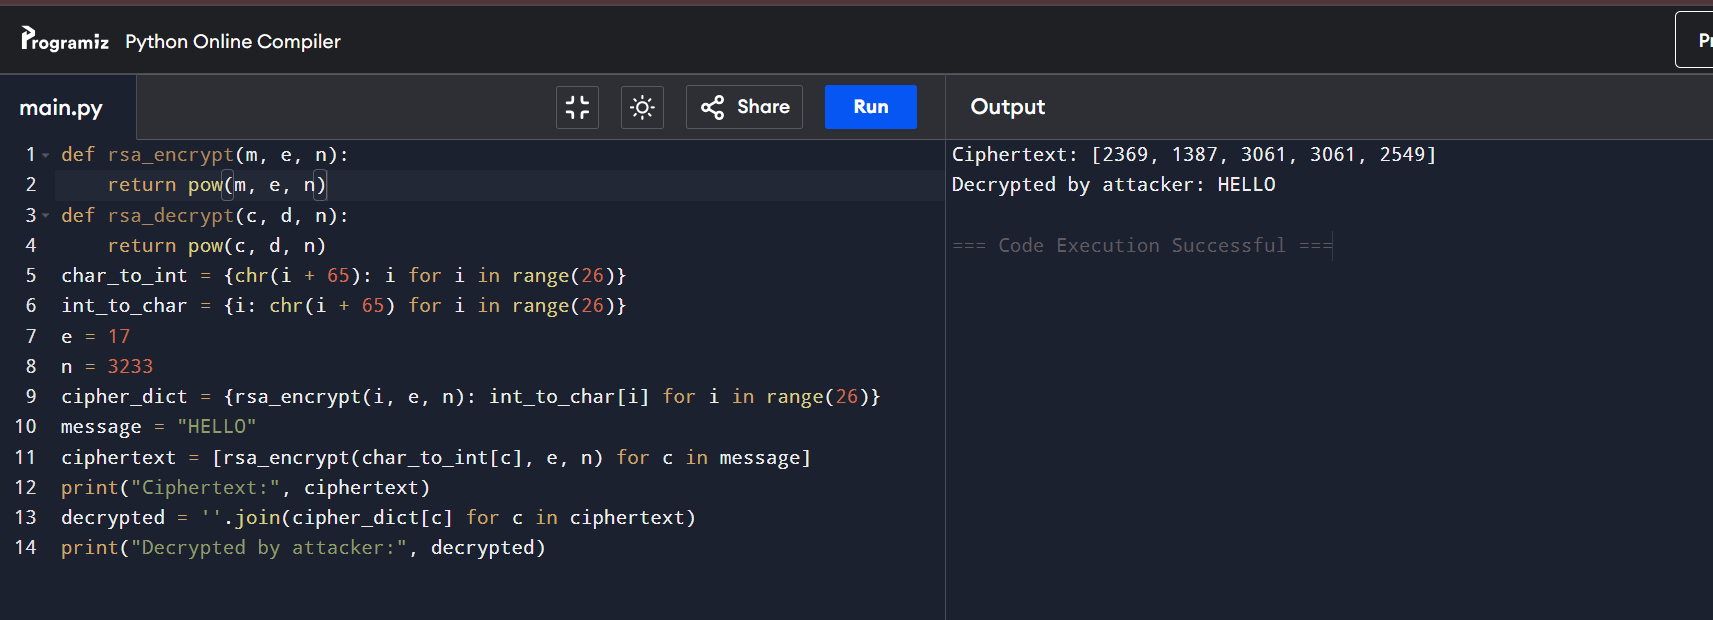 Programiz Python Online Compiler
Pr
main.py
Share
Run
Output
1 def rsa_encrypt(m, e, n):
2     return pow(m, e, n)
3 def rsa_decrypt(c, d, n):
4     return pow(c, d, n)
5 char_to_int = {chr(i + 65): i for i in range(26)}
6 int_to_char = {i: chr(i + 65) for i in range(26)}
7 e = 17
8 n = 3233
9 cipher_dict = {rsa_encrypt(i, e, n): int_to_char[i] for i in range(26)}
10 message = "HELLO"
11 ciphertext = [rsa_encrypt(char_to_int[c], e, n) for c in message]
12 print("Ciphertext:", ciphertext)
13 decrypted = ''.join(cipher_dict[c] for c in ciphertext)
14 print("Decrypted by attacker:", decrypted)
Ciphertext: [2369, 1387, 3061, 3061, 2549]
Decrypted by attacker: HELLO
=== Code Execution Successful ===